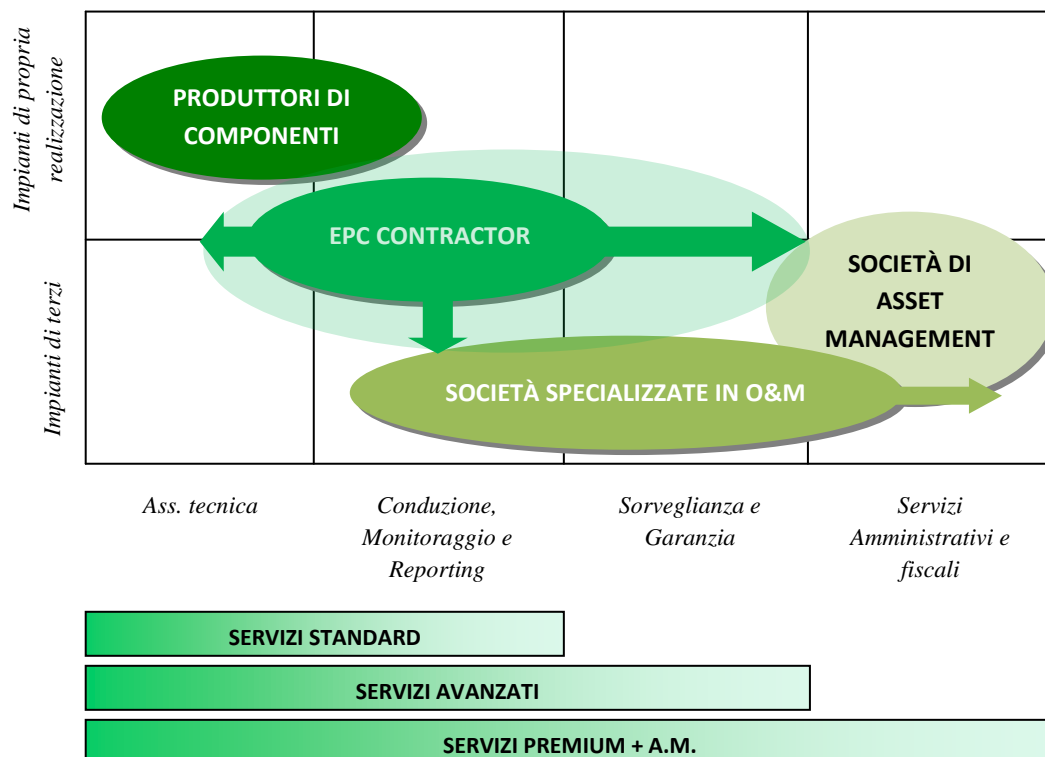 Impianti di propria
realizzazione
Impianti di terzi
PRODUTTORI DI
COMPONENTI
EPC CONTRACTOR
SOCIETÀ DI
ASSET
MANAGEMENT
SOCIETÀ SPECIALIZZATE IN O&M
Ass. tecnica
Conduzione,
Monitoraggio e
Reporting
Sorveglianza e
Garanzia
Servizi
Amministrativi e
fiscali
SERVIZI STANDARD
SERVIZI AVANZATI
SERVIZI PREMIUM + A.M.